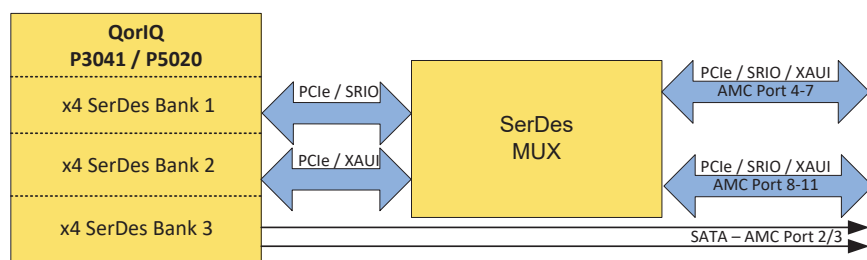 QorIQ
P3041 / P5020
x4 SerDes Bank 1
x4 SerDes Bank 2
x4 SerDes Bank 3
PCIe / SRIO
PCIe / XAUI
SerDes
MUX
PCIe / SRIO / XAUI
AMC Port 4-7
PCIe / SRIO / XAUI
AMC Port 8-11
SATA – AMC Port 2/3